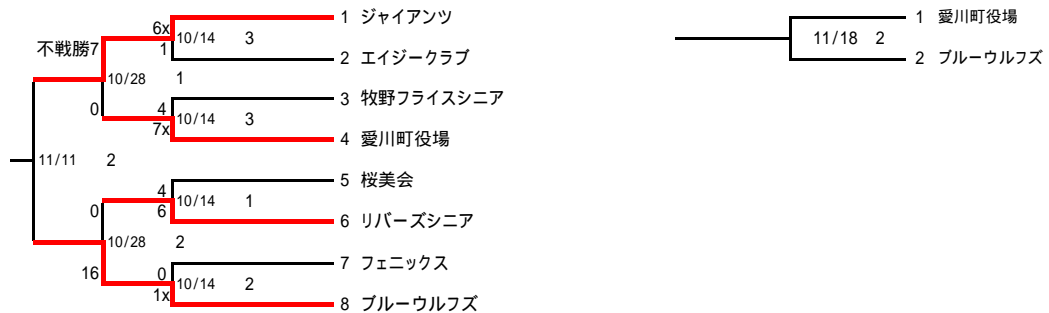 1 ジャイアンツ
6x
10/14 3
不戦勝7
1
2 エイジークラブ
10/28 1
3 牧野フライスシニア
0
4
10/14 3
7x
4 愛川町役場
11/11 2
5 桜美会
4
10/14 1
0
6
6 リバーズシニア
10/28 2
7 フェニックス
16
0
10/14 2
1x
8 ブルーウルフズ
1 愛川町役場
11/18 2
2 ブルーウルフズ